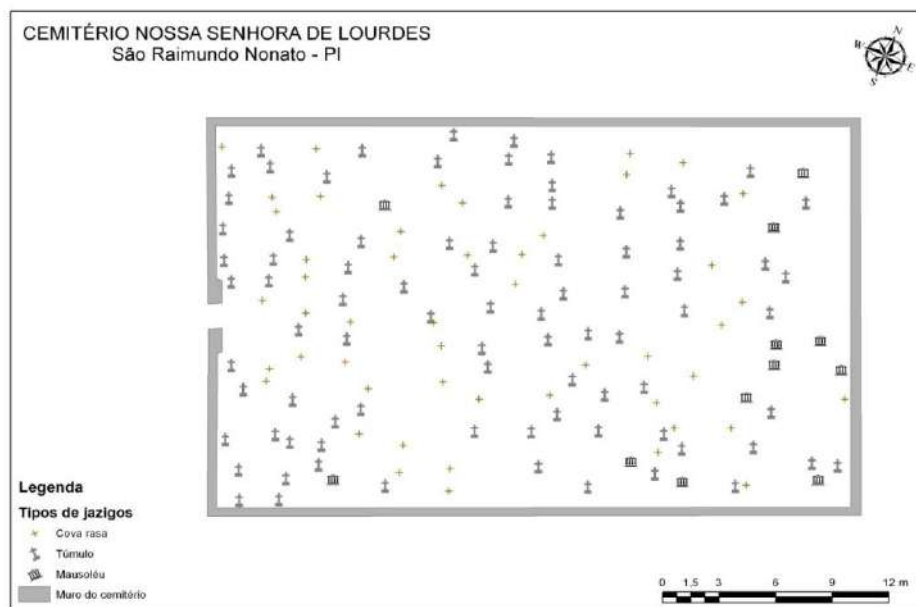 CEMITÉRIO NOSSA SENHORA DE LOURDES
São Raimundo Nonato - PI
N
W
E
S
Legenda
Tipos de jazigos
Cova rasa
Túmulo
Mausoléu
Muro do cemitério
0 1,5 3 6 9 12 m